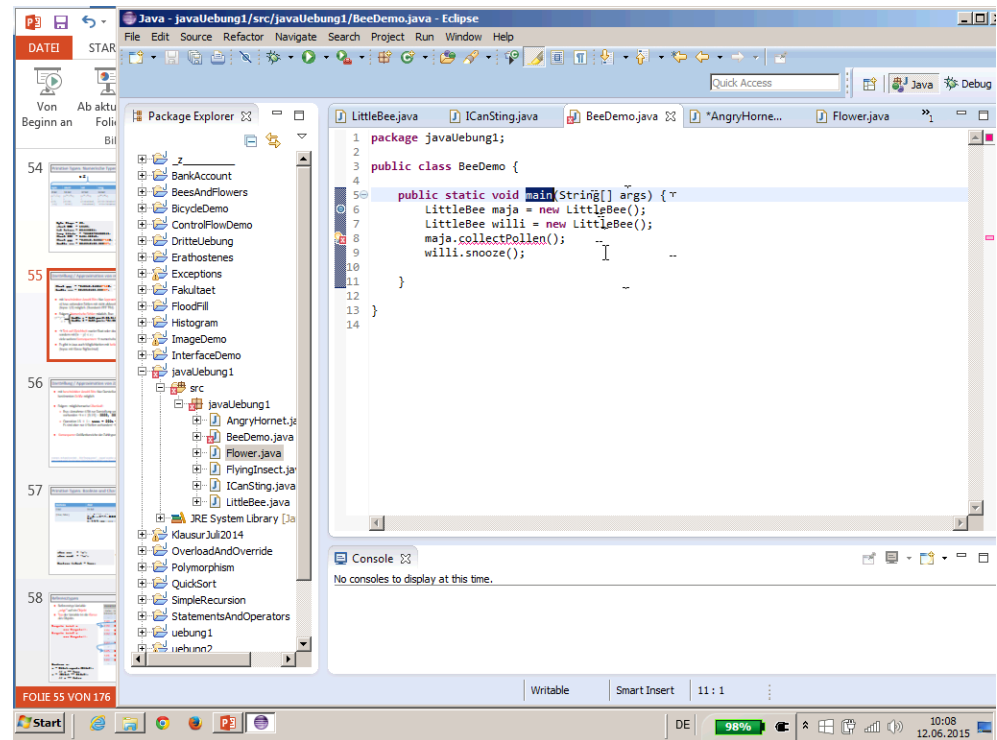 Java - javaUebung1/src/javaUebung1/BeeDemo.java - Eclipse
DATEI STAR
Von Beginn an
Ab aktu Folie
Bil
54
55
56
57
58
FOLIE 55 VON 176
File Edit Source Refactor Navigate Search Project Run Window Help
Quick Access
Java Debug
Package Explorer
_z_________
BankAccount
BeesAndFlowers
BicycleDemo
ControlFlowDemo
DritteUebung
Erathostenes
Exceptions
Fakultaet
FloodFill
Histogram
ImageDemo
InterfaceDemo
javaUebung1
src
javaUebung1
AngryHornet.ja
BeeDemo.java
Flower.java
FlyingInsect.ja
ICanSting.java
LittleBee.java
JRE System Library [Ja
KlausurJuli2014
OverloadAndOverride
Polymorphism
QuickSort
SimpleRecursion
StatementsAndOperators
uebung1
uebung2
LittleBee.java ICanSting.java BeeDemo.java *AngryHorne... Flower.java »1
1 package javaUebung1;
2
3 public class BeeDemo {
4
5 public static void main(String[] args) {
6 LittleBee maja = new LittleBee();
7 LittleBee willi = new LittleBee();
8 maja.collectPollen();
9 willi.snooze();
10
11 }
12
13 }
14
Console
No consoles to display at this time.
Writable Smart Insert 11 : 1
Start
DE 98% 10:08
12.06.2015